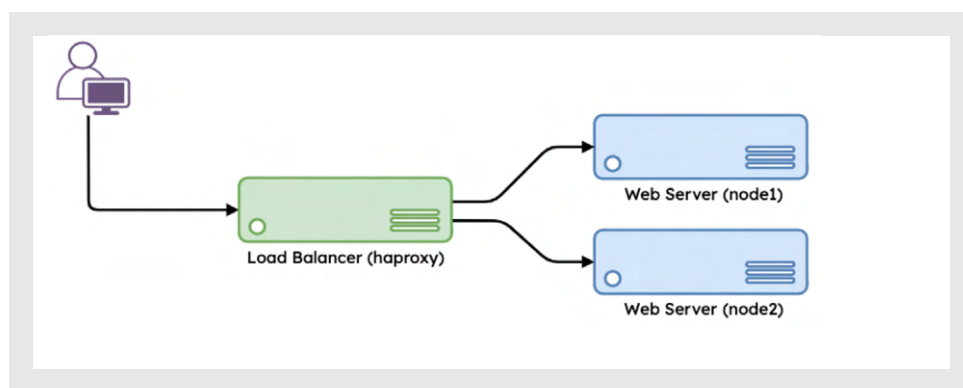 Web Server (node1)
Load Balancer (haproxy)
Web Server (node2)